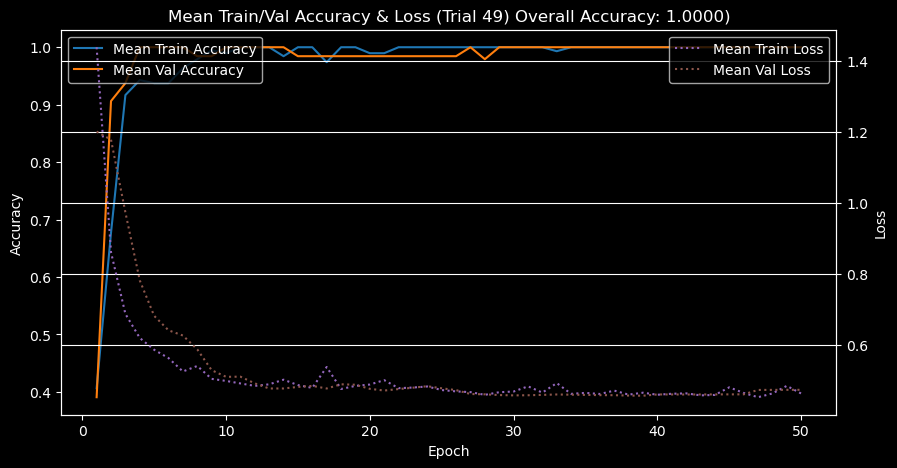 Mean Train/Val Accuracy & Loss (Trial 49) Overall Accuracy: 1.0000)
Mean Train Accuracy
Mean Val Accuracy
Mean Train Loss
Mean Val Loss
1.0
0.9
0.8
0.7
0.6
0.5
0.4
Accuracy
1.4
1.2
1.0
0.8
0.6
Loss
0 10 20 30 40 50
Epoch